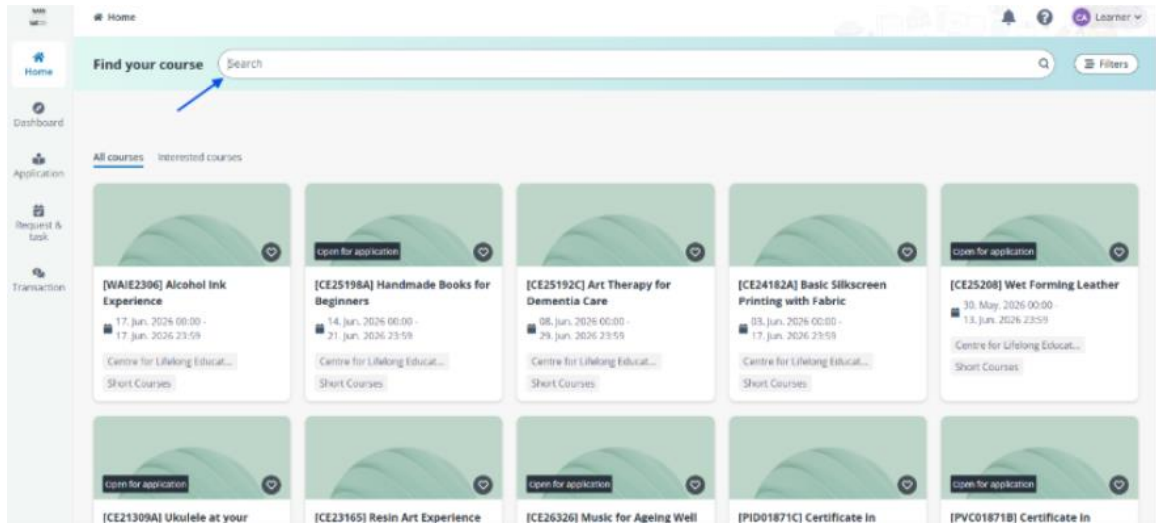 Home
Learner
Find your course
Search
Filters
Home
Dashboard
Application
Request &
task
Transaction
All courses
Interested courses
[WAIE2306] Alcohol Ink
Experience
17. Jun. 2026 00:00 -
17. Jun. 2026 23:59
Centre for Lifelong Educat...
Short Courses
Open for application
[CE25198A] Handmade Books for
Beginners
14. Jun. 2026 00:00 -
21. Jun. 2026 23:59
Centre for Lifelong Educat...
Short Courses
[CE25192C] Art Therapy for
Dementia Care
08. Jun. 2026 00:00 -
29. Jun. 2026 23:59
Centre for Lifelong Educat...
Short Courses
[CE24182A] Basic Silkscreen
Printing with Fabric
03. Jun. 2026 00:00 -
17. Jun. 2026 23:59
Centre for Lifelong Educat...
Short Courses
Open for application
[CE25208] Wet Forming Leather
30. May. 2026 00:00 -
13. Jun. 2026 23:59
Centre for Lifelong Educat...
Short Courses
Open for application
[CE21309A] Ukulele at your
[CE23165] Resin Art Experience
Open for application
[CE26326] Music for Ageing Well
[PID01871C] Certificate in
Open for application
[PVC01871B] Certificate in